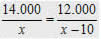 14.000/x = 12.000/(x − 10)